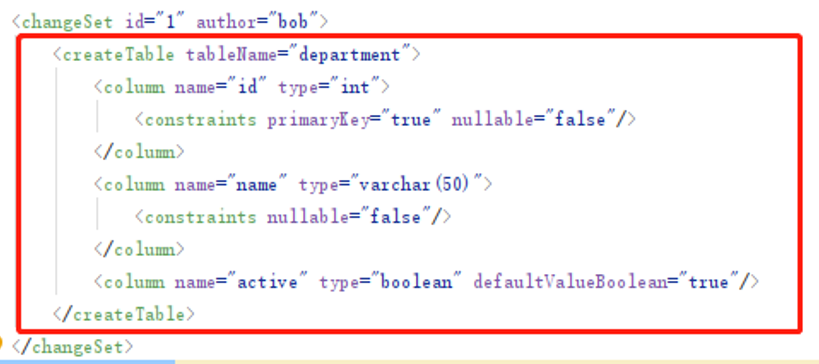 <changeSet id="1" author="bob">
<createTable tableName="department">
<column name="id" type="int">
<constraints primaryKey="true" nullable="false"/>
</column>
<column name="name" type="varchar(50)">
<constraints nullable="false"/>
</column>
<column name="active" type="boolean" defaultValueBoolean="true"/>
</createTable>
</changeSet>